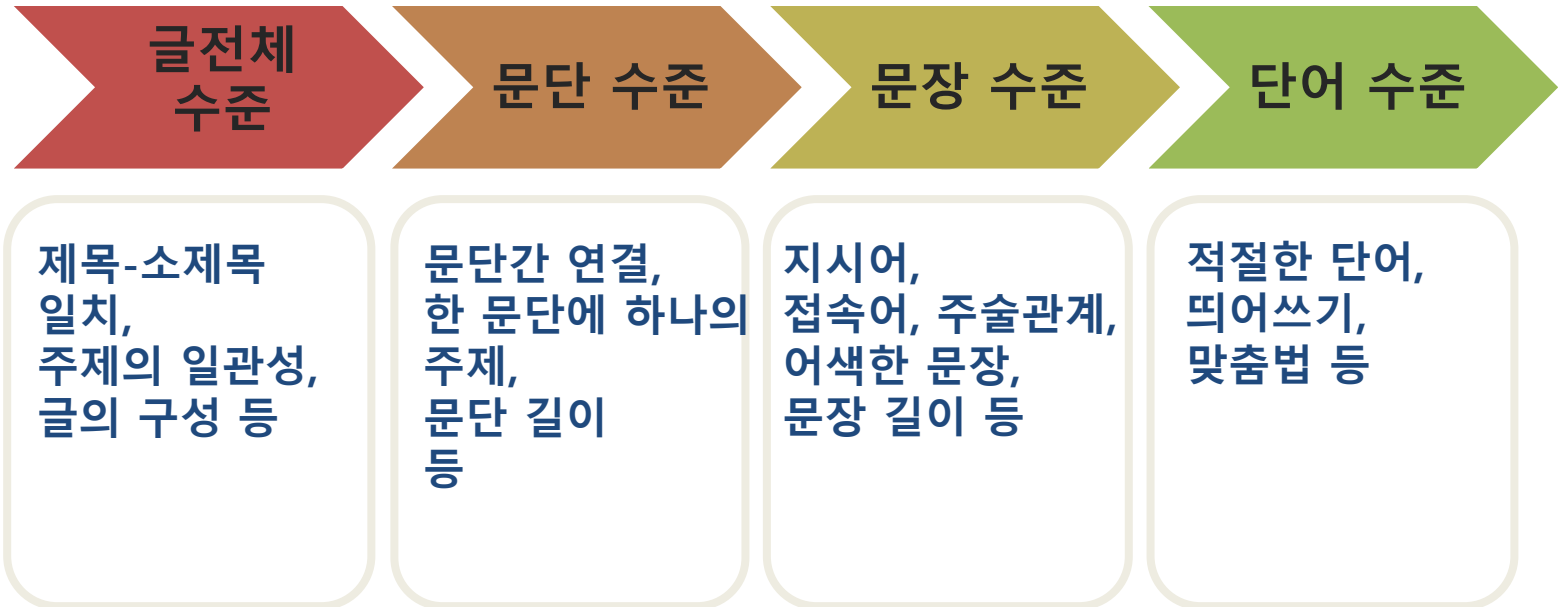 글전체
수준
문단 수준
문장 수준
단어 수준
제목-소제목
일치,
주제의 일관성,
글의 구성 등
문단간 연결,
한 문단에 하나의
주제,
문단 길이
등
지시어,
접속어, 주술관계,
어색한 문장,
문장 길이 등
적절한 단어,
띄어쓰기,
맞춤법 등